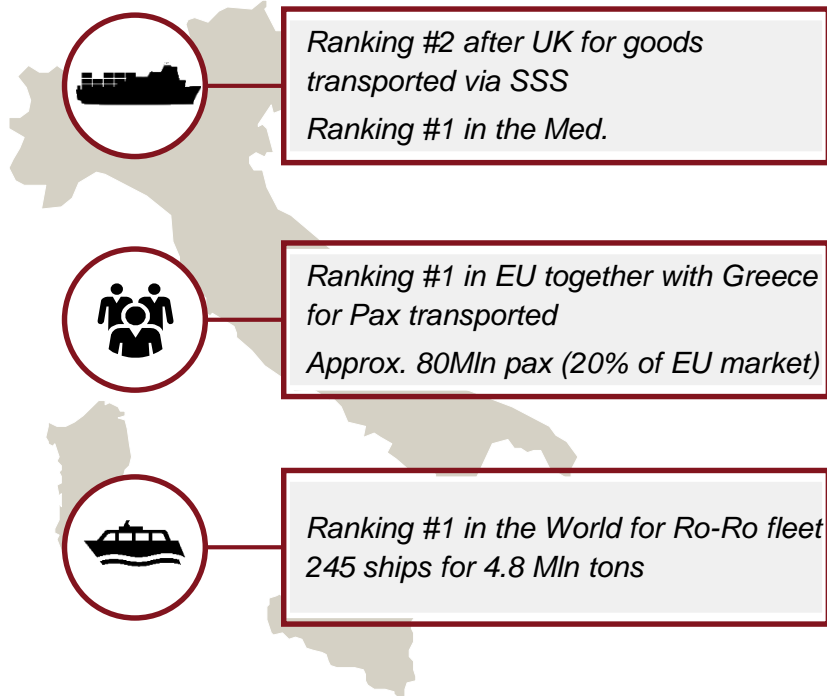 Ranking #2 after UK for goods
transported via SSS
Ranking #1 in the Med.
Ranking #1 in EU together with Greece
for Pax transported
Approx. 80Mln pax (20% of EU market)
Ranking #1 in the World for Ro-Ro fleet
245 ships for 4.8 Mln tons